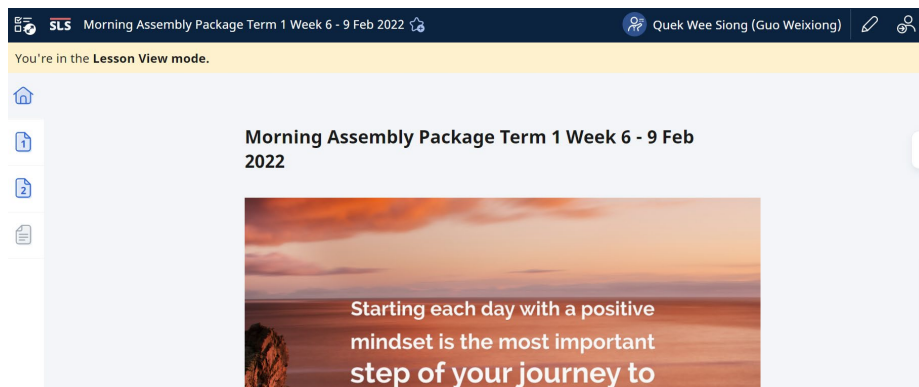 SLS Morning Assembly Package Term 1 Week 6 - 9 Feb 2022 Quek Wee Siong (Guo Weixiong)
You're in the Lesson View mode.
Morning Assembly Package Term 1 Week 6 - 9 Feb
2022
1
2
Starting each day with a positive
mindset is the most important
step of your journey to